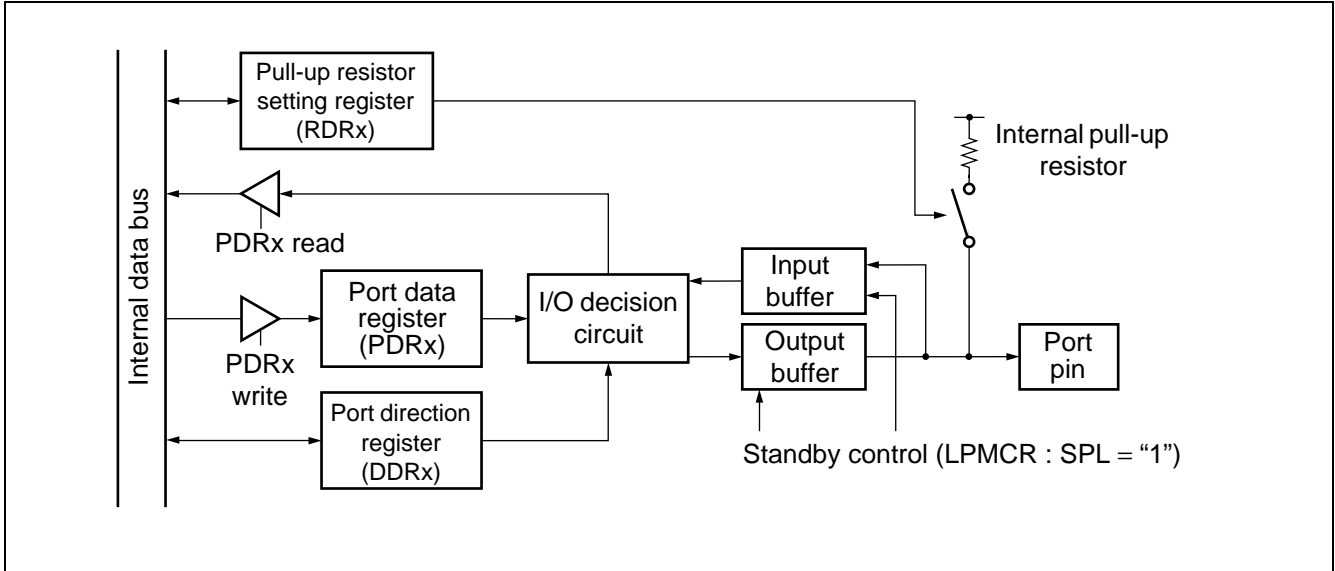 Internal data bus
Pull-up resistor
setting register
(RDRx)
Internal pull-up
resistor
PDRx read
Port data
register
(PDRx)
PDRx
write
I/O decision
circuit
Input
buffer
Output
buffer
Port
pin
Port direction
register
(DDRx)
Standby control (LPMCR : SPL = “1”)